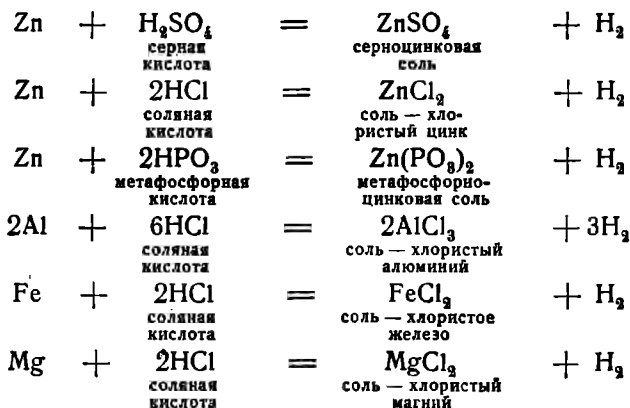 Zn + H₂SO₄ = ZnSO₄ + H₂
серная серноцинковая
кислота соль
Zn + 2HCl = ZnCl₂ + H₂
соляная соль — хло-
кислота ристый цинк
Zn + 2HPO₃ = Zn(PO₃)₂ + H₂
метафосфорная метафосфорно-
кислота цинковая соль
2Al + 6HCl = 2AlCl₃ + 3H₂
соляная соль — хлористый
кислота алюминий
Fe + 2HCl = FeCl₂ + H₂
соляная соль — хлористое
кислота железо
Mg + 2HCl = MgCl₂ + H₂
соляная соль — хлористый
кислота магний